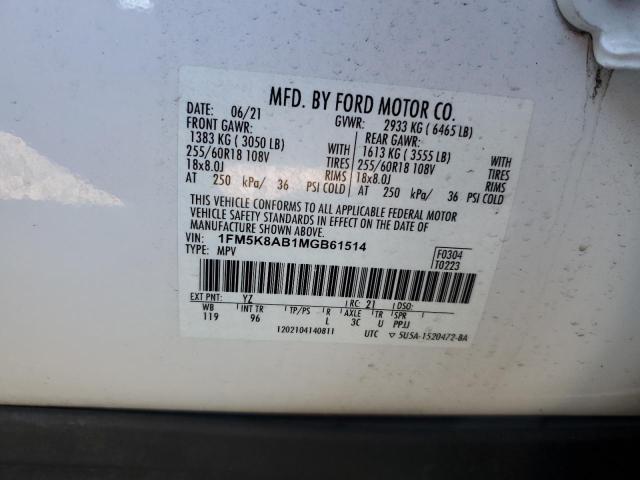 MFD. BY FORD MOTOR CO.
DATE: 06/21 GVWR: 2933 KG ( 6465 LB)
FRONT GAWR: REAR GAWR:
1383 KG ( 3050 LB) WITH 1613 KG ( 3555 LB) WITH
255/60R18 108V TIRES 255/60R18 108V TIRES
18x8.0J RIMS 18x8.0J RIMS
AT 250 kPa/ 36 PSI COLD AT 250 kPa/ 36 PSI COLD
THIS VEHICLE CONFORMS TO ALL APPLICABLE FEDERAL MOTOR
VEHICLE SAFETY STANDARDS IN EFFECT ON THE DATE OF
MANUFACTURE SHOWN ABOVE.
VIN: 1FM5K8AB1MGB61514 F0304
TYPE: MPV T0223
EXT PNT: YZ RC: 21 DSO:
WB INT TR TP/PS R AXLE TR SPR
119 96 L 3C U PPJJ
1202104140811 UTC ▽ 5U5A-1520472-BA